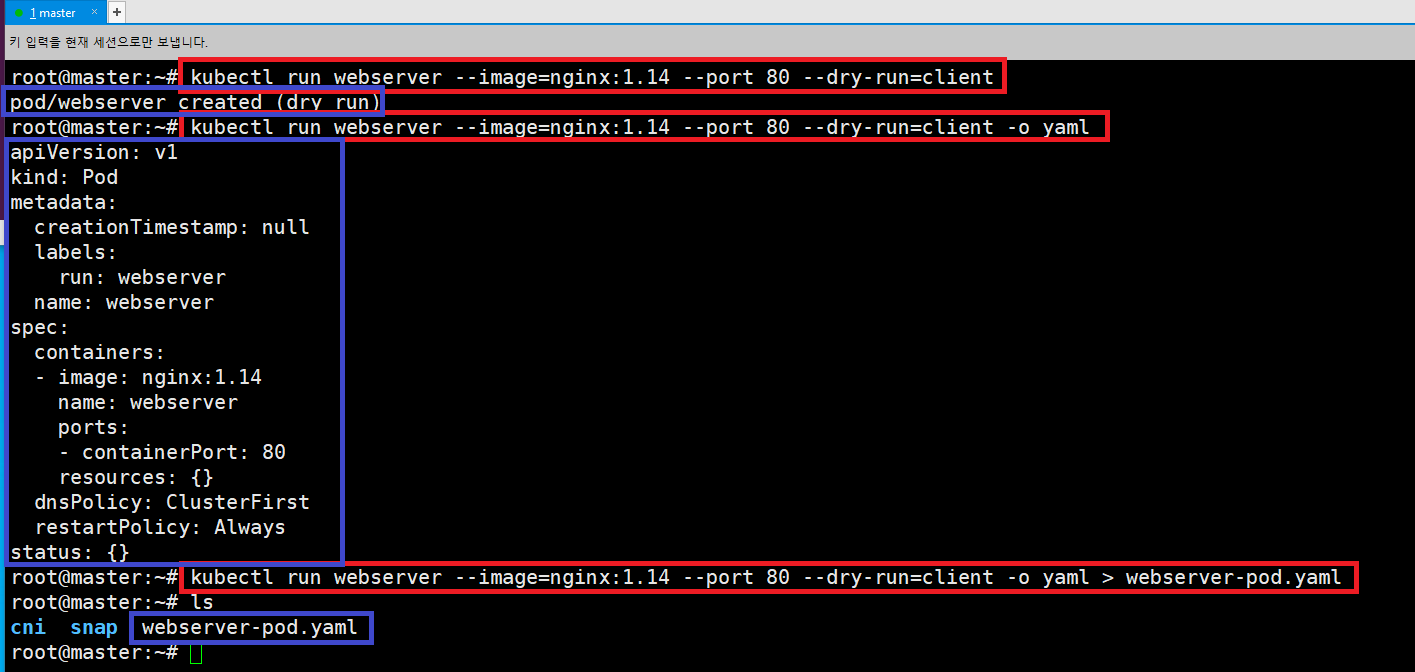 1 master × +
키 입력을 현재 세션으로만 보냅니다.
root@master:~# kubectl run webserver --image=nginx:1.14 --port 80 --dry-run=client
pod/webserver created (dry run)
root@master:~# kubectl run webserver --image=nginx:1.14 --port 80 --dry-run=client -o yaml
apiVersion: v1
kind: Pod
metadata:
  creationTimestamp: null
  labels:
    run: webserver
  name: webserver
spec:
  containers:
  - image: nginx:1.14
    name: webserver
    ports:
    - containerPort: 80
    resources: {}
  dnsPolicy: ClusterFirst
  restartPolicy: Always
status: {}
root@master:~# kubectl run webserver --image=nginx:1.14 --port 80 --dry-run=client -o yaml > webserver-pod.yaml
root@master:~# ls
cni  snap  webserver-pod.yaml
root@master:~#